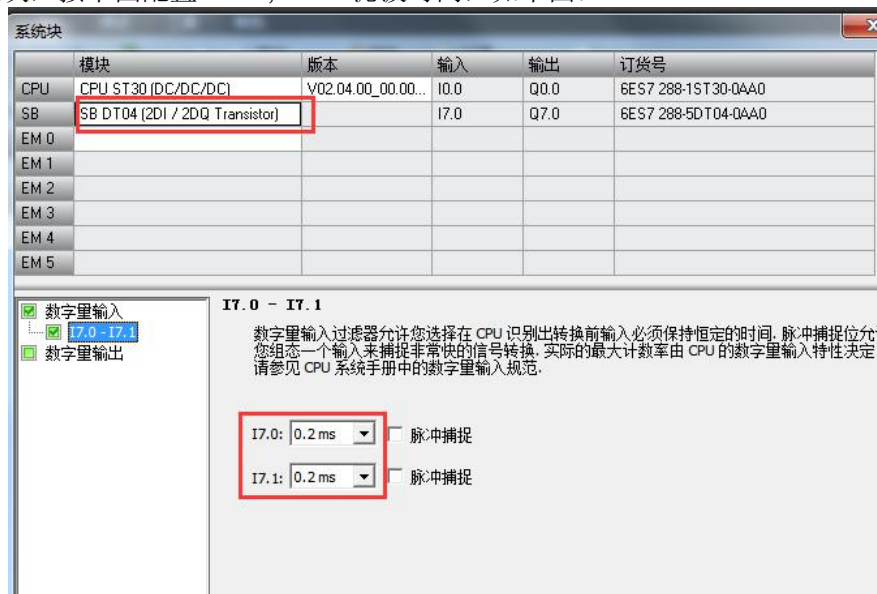 系统块
模块 版本 输入 输出 订货号
CPU CPU ST30 (DC/DC/DC) V02.04.00_00.00... I0.0 Q0.0 6ES7 288-1ST30-0AA0
SB SB DT04 (2DI / 2DQ Transistor) I7.0 Q7.0 6ES7 288-5DT04-0AA0
EM 0
EM 1
EM 2
EM 3
EM 4
EM 5
数字里输入
I7.0 - I7.1
数字里输出
I7.0 - I7.1
数字里输入过滤器允许您选择在 CPU 识别出转换前输入必须保持恒定的时间. 脉冲捕捉位允
您组态一个输入来捕捉非常快的信号转换. 实际的最大计数率由 CPU 的数字里输入特性决定
请参见 CPU 系统手册中的数字里输入规范.
I7.0: 0.2 ms 脉冲捕捉
I7.1: 0.2 ms 脉冲捕捉